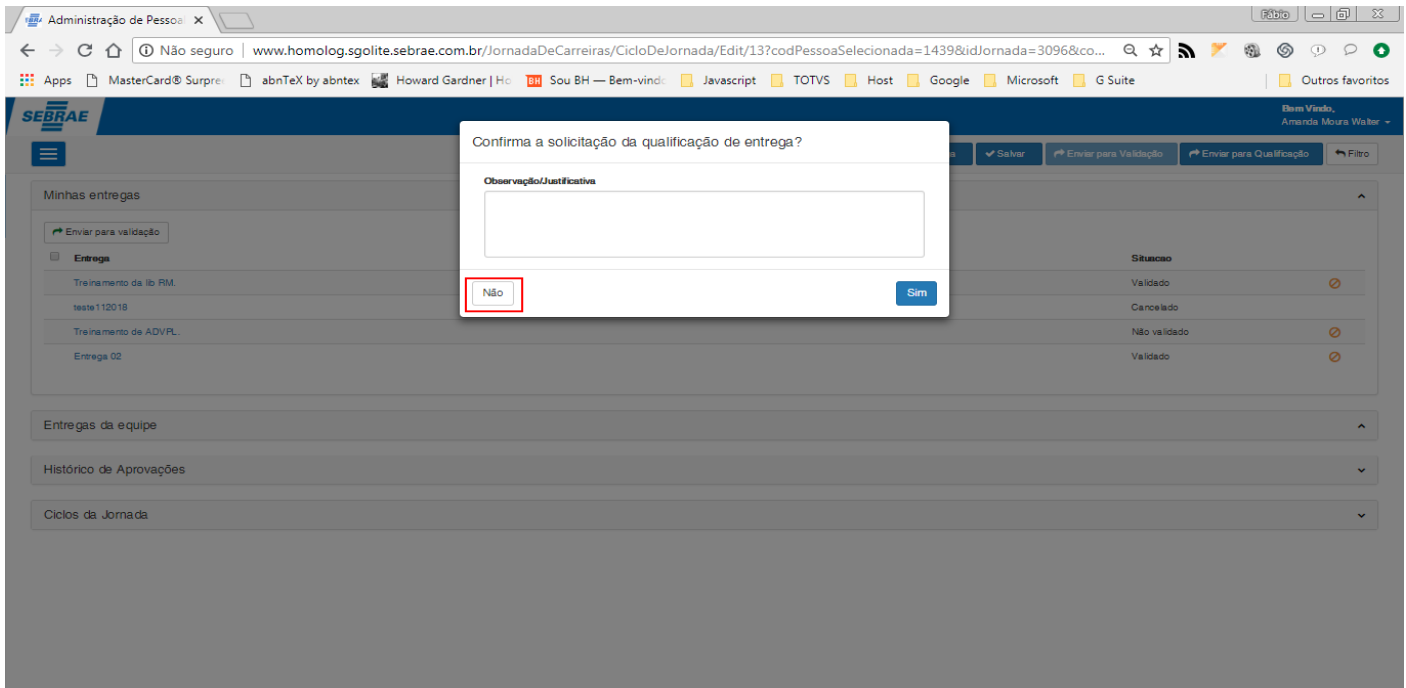 Administração de Pessoal
Fábio
Não seguro
www.homolog.sgolite.sebrae.com.br/JornadaDeCarreiras/CicloDeJornada/Edit/13?codPessoaSelecionada=1439&idJornada=3096&co...
Apps MasterCard® Surpre abnTeX by abntex Howard Gardner | Ho Sou BH — Bem-vindo Javascript TOTVS Host Google Microsoft G Suite Outros favoritos
SEBRAE
Bem Vindo,
Amanda Moura Walter
Confirma a solicitação da qualificação de entrega?
Salvar Enviar para Validação Enviar para Qualificação Filtro
Observação/Justificativa
Minhas entregas
Enviar para validação
Entrega Situacao
Treinamento da lib RM. Validado
Não Sim
teste112018 Cancelado
Treinamento de ADVPL. Não validado
Entrega 02 Validado
Entregas da equipe
Histórico de Aprovações
Ciclos da Jornada